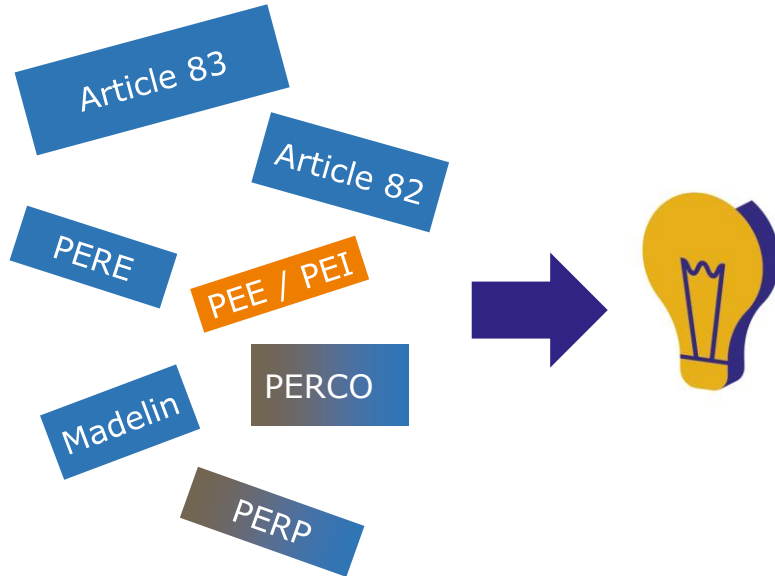 Article 83
Article 82
PERE
PEE / PEI
PERCO
Madelin
PERP